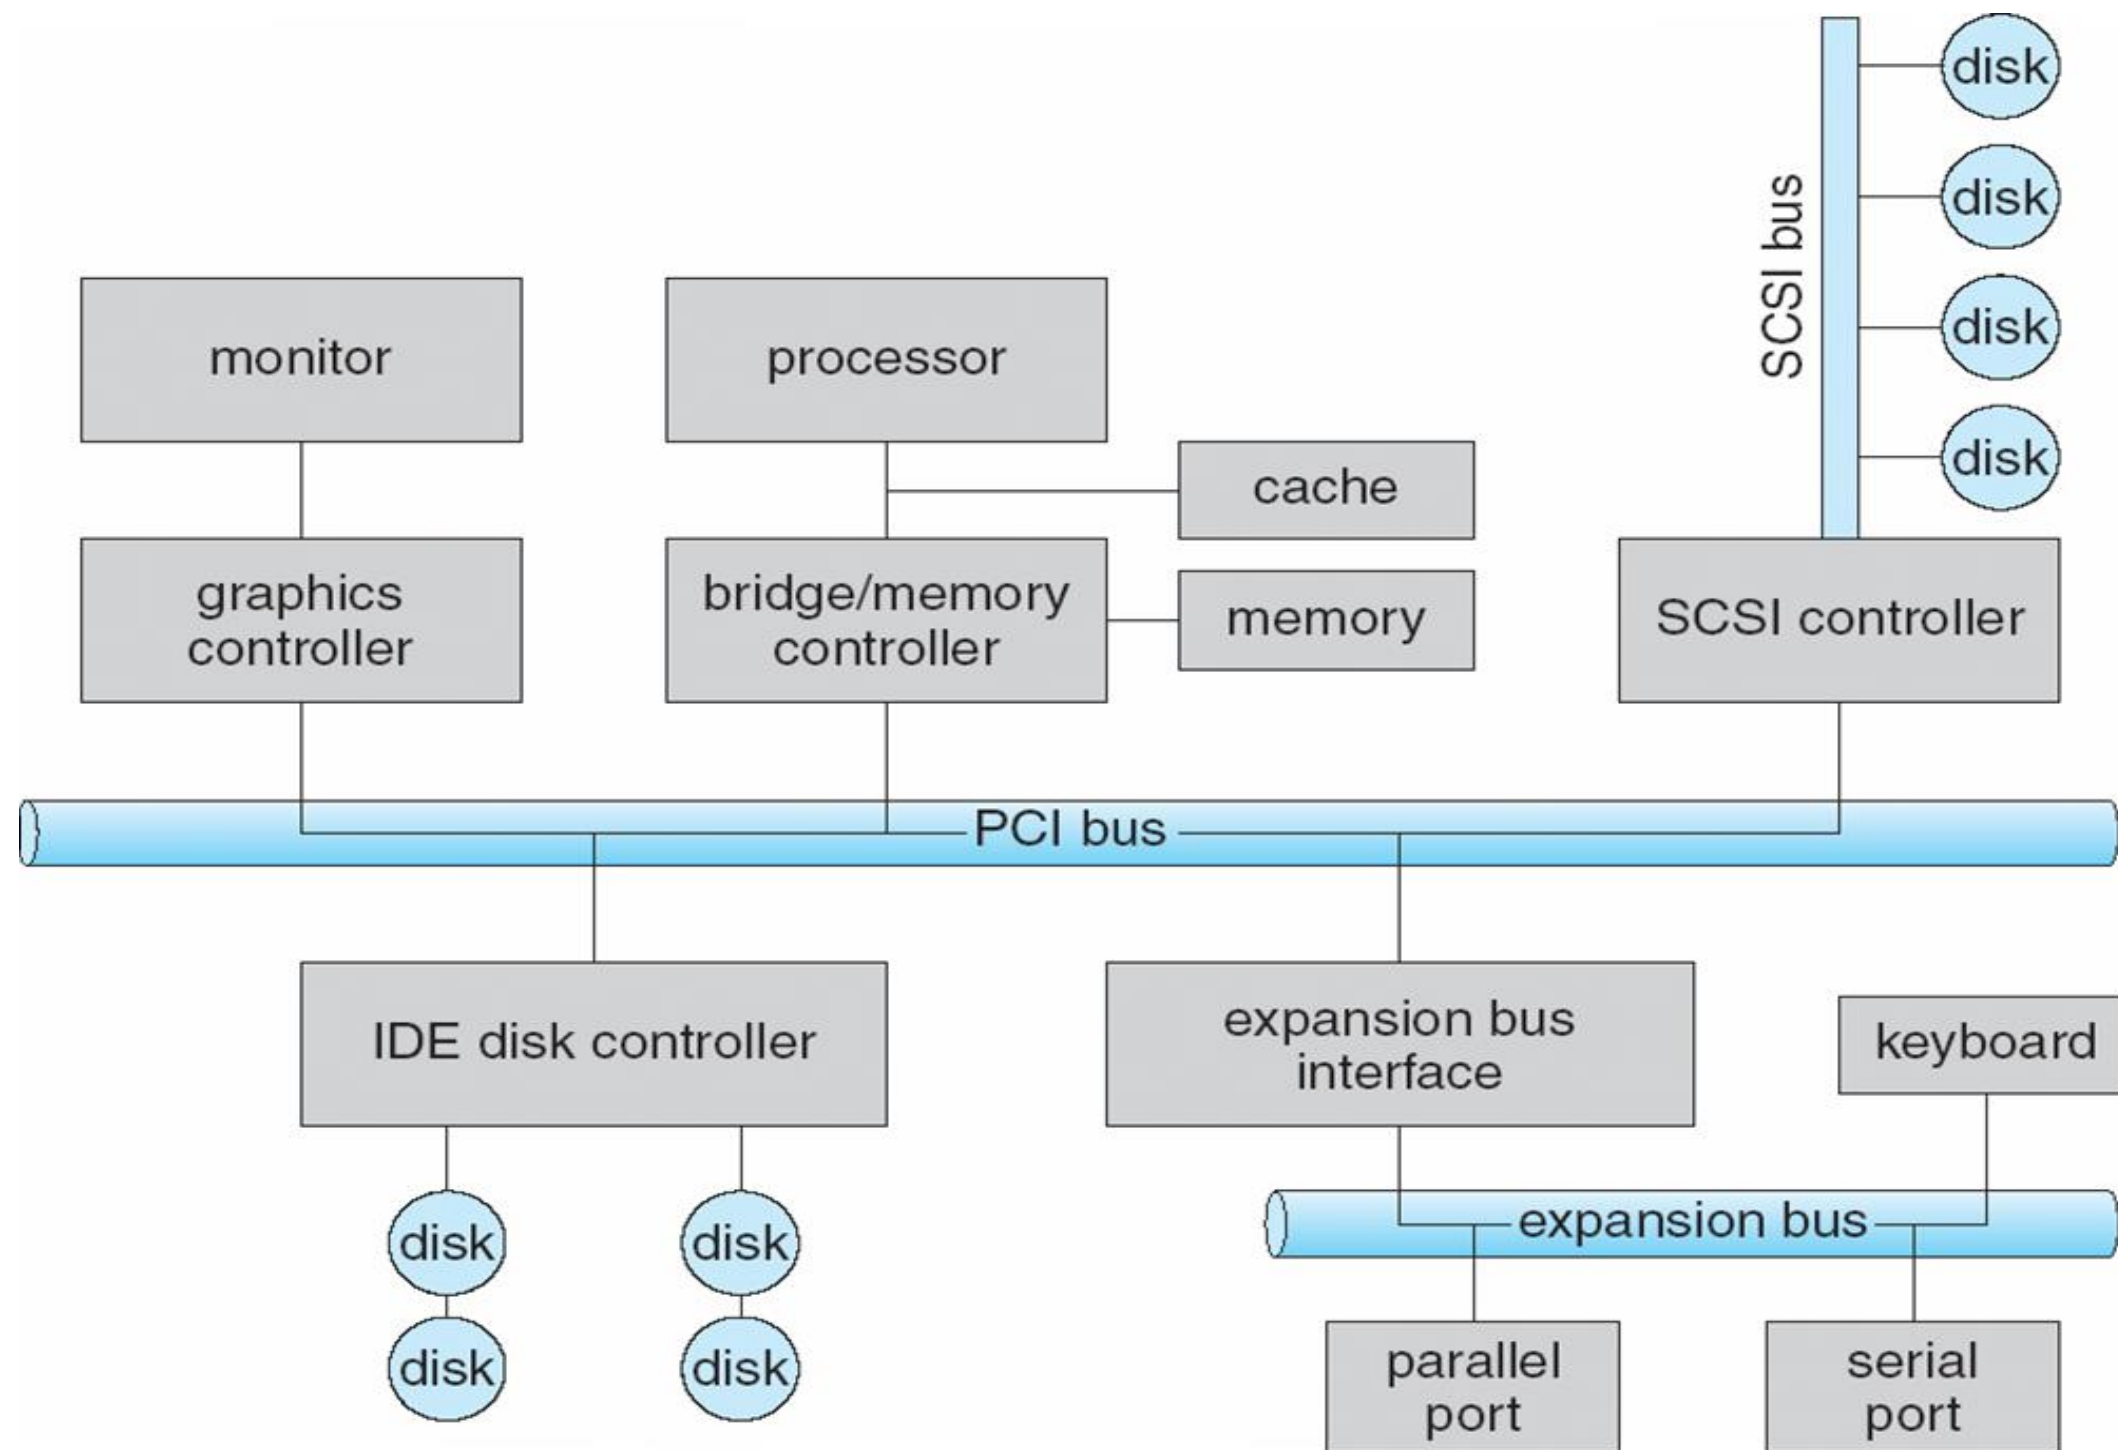 disk
disk
SCSI bus
disk
disk
monitor
processor
cache
graphics
controller
bridge/memory
controller
memory
SCSI controller
PCI bus
IDE disk controller
expansion bus
interface
keyboard
disk
disk
expansion bus
disk
disk
parallel
port
serial
port